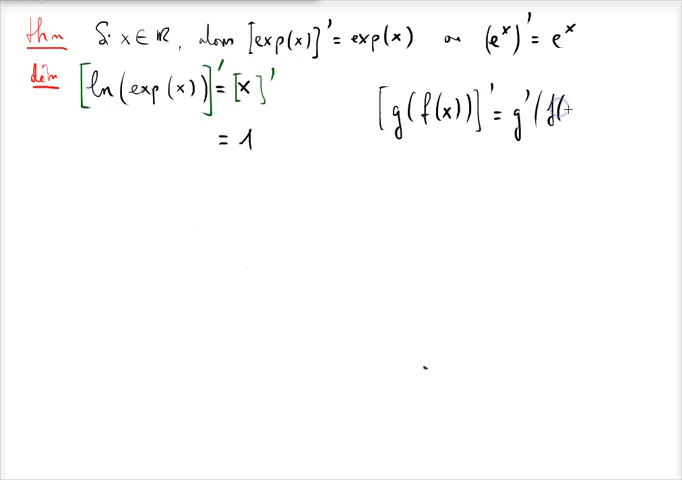 thm Si x ∈ ℝ, alors [exp(x)]' = exp(x) ou (e^x)' = e^x
dém [ln(exp(x))]' = [x]'
[g(f(x))]' = g'(f(
= 1